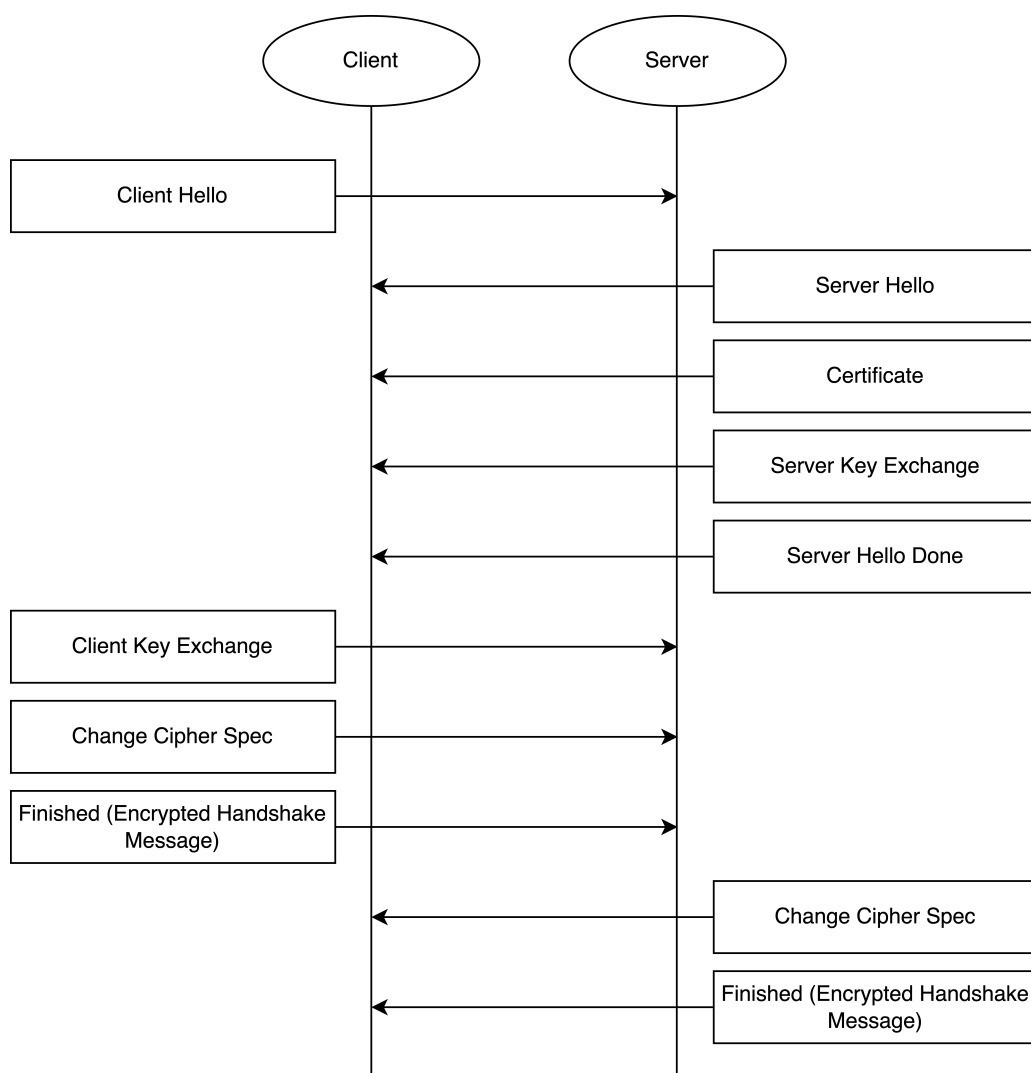 Client
Server
Client Hello
Server Hello
Certificate
Server Key Exchange
Server Hello Done
Client Key Exchange
Change Cipher Spec
Finished (Encrypted Handshake
Message)
Change Cipher Spec
Finished (Encrypted Handshake
Message)